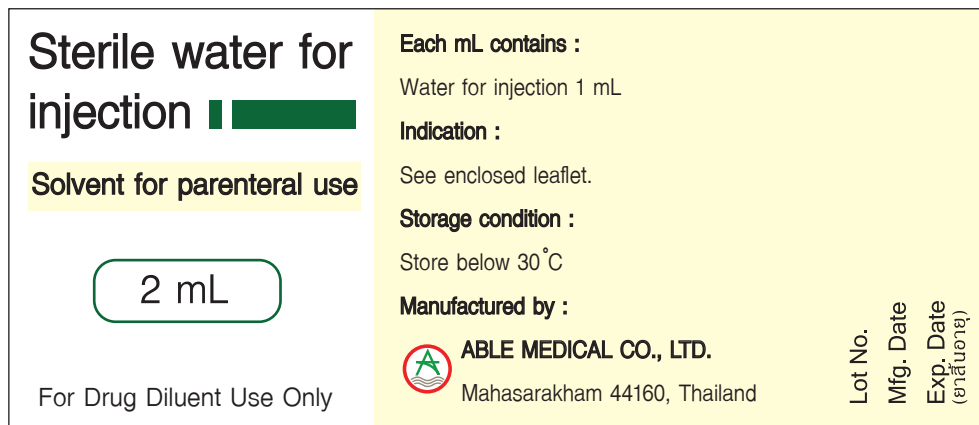 Sterile water for
injection
Solvent for parenteral use
2 mL
For Drug Diluent Use Only
Each mL contains :
Water for injection 1 mL
Indication :
See enclosed leaflet.
Storage condition :
Store below 30°C
Manufactured by :
ABLE MEDICAL CO., LTD.
Mahasarakham 44160, Thailand
Lot No.
Mfg. Date
Exp. Date
(ยาสิ้นอายุ)